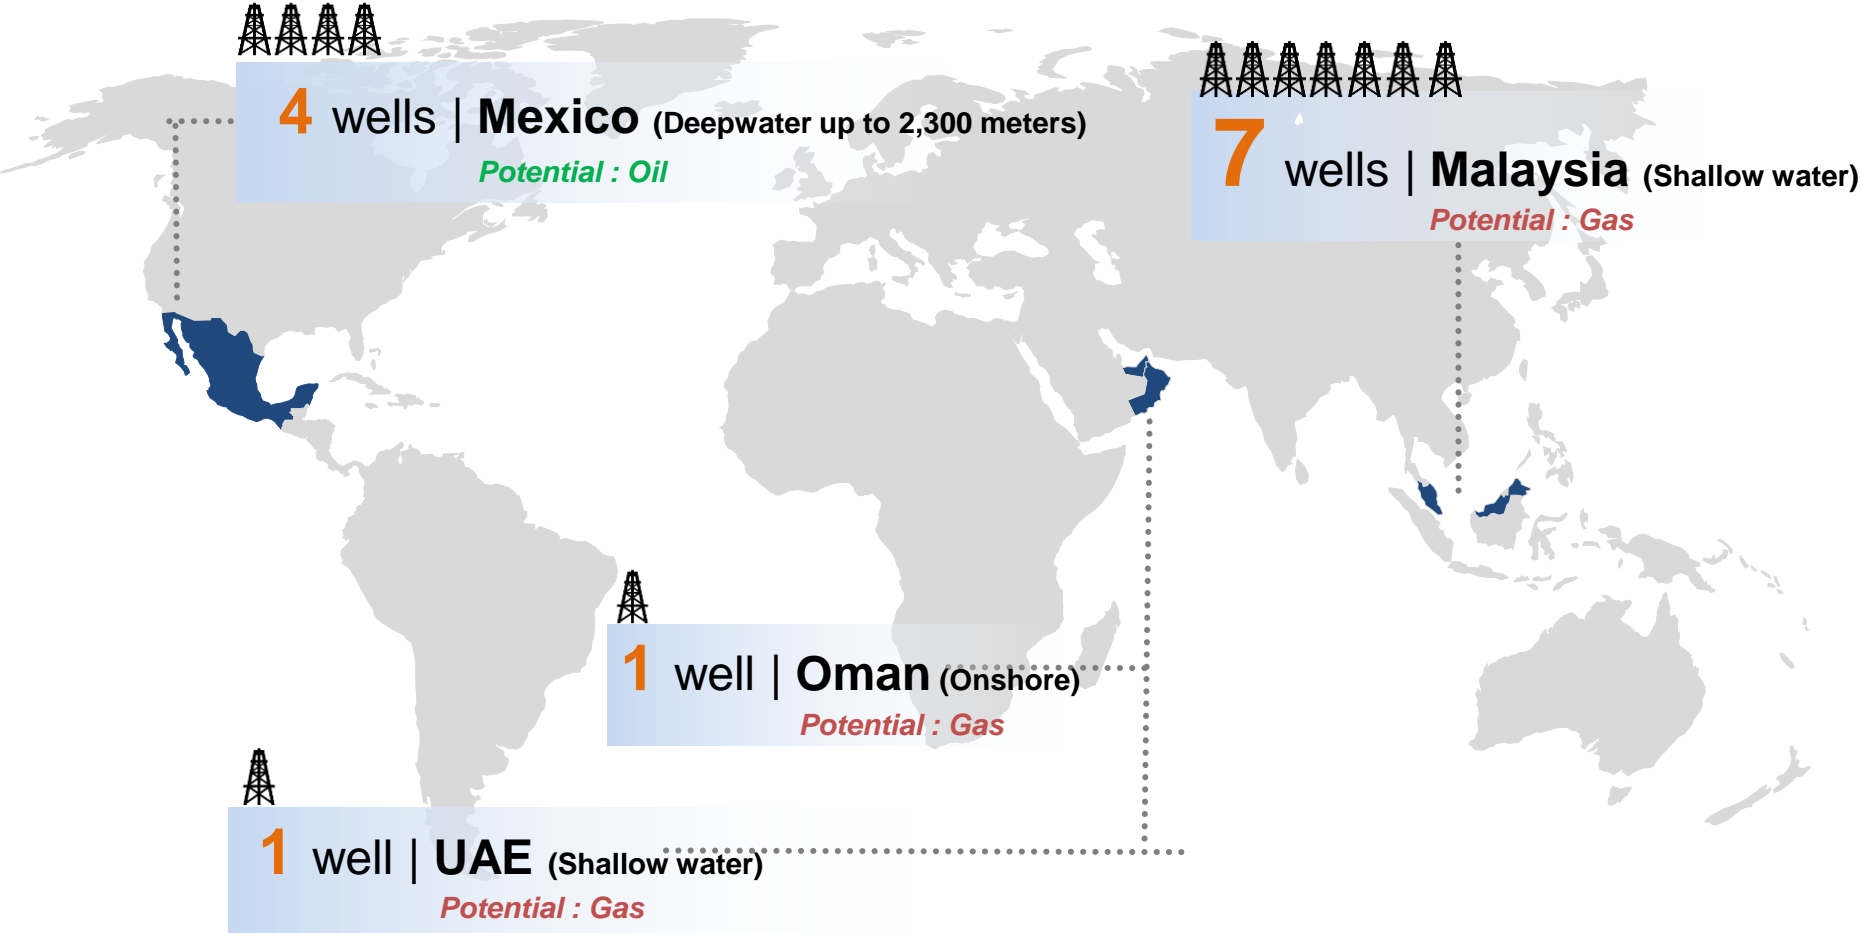 4 wells | Mexico (Deepwater up to 2,300 meters)
Potential : Oil
7 wells | Malaysia (Shallow water)
Potential : Gas
1 well | Oman (Onshore)
Potential : Gas
1 well | UAE (Shallow water)
Potential : Gas